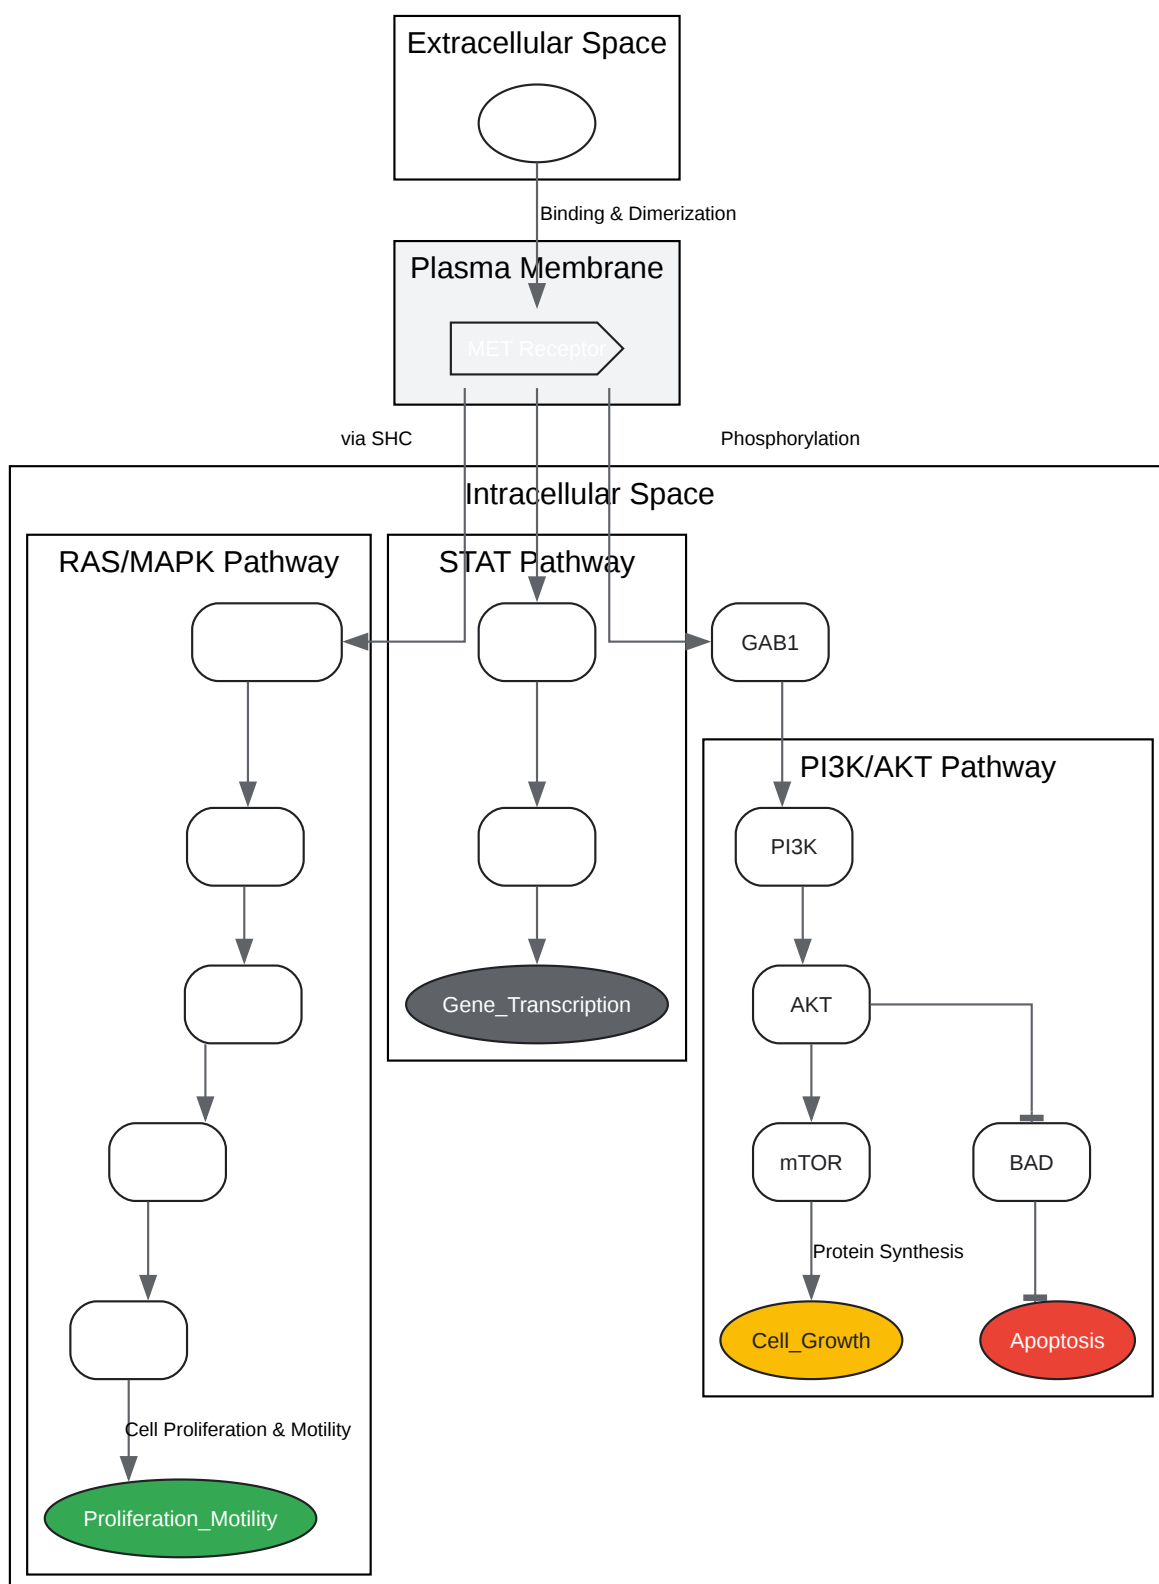 Extracellular Space
Binding & Dimerization
Plasma Membrane
MET Receptor
via SHC
Phosphorylation
Intracellular Space
RAS/MAPK Pathway
STAT Pathway
GAB1
PI3K/AKT Pathway
PI3K
Gene_Transcription
AKT
mTOR
BAD
Protein Synthesis
Cell_Growth
Apoptosis
Cell Proliferation & Motility
Proliferation_Motility